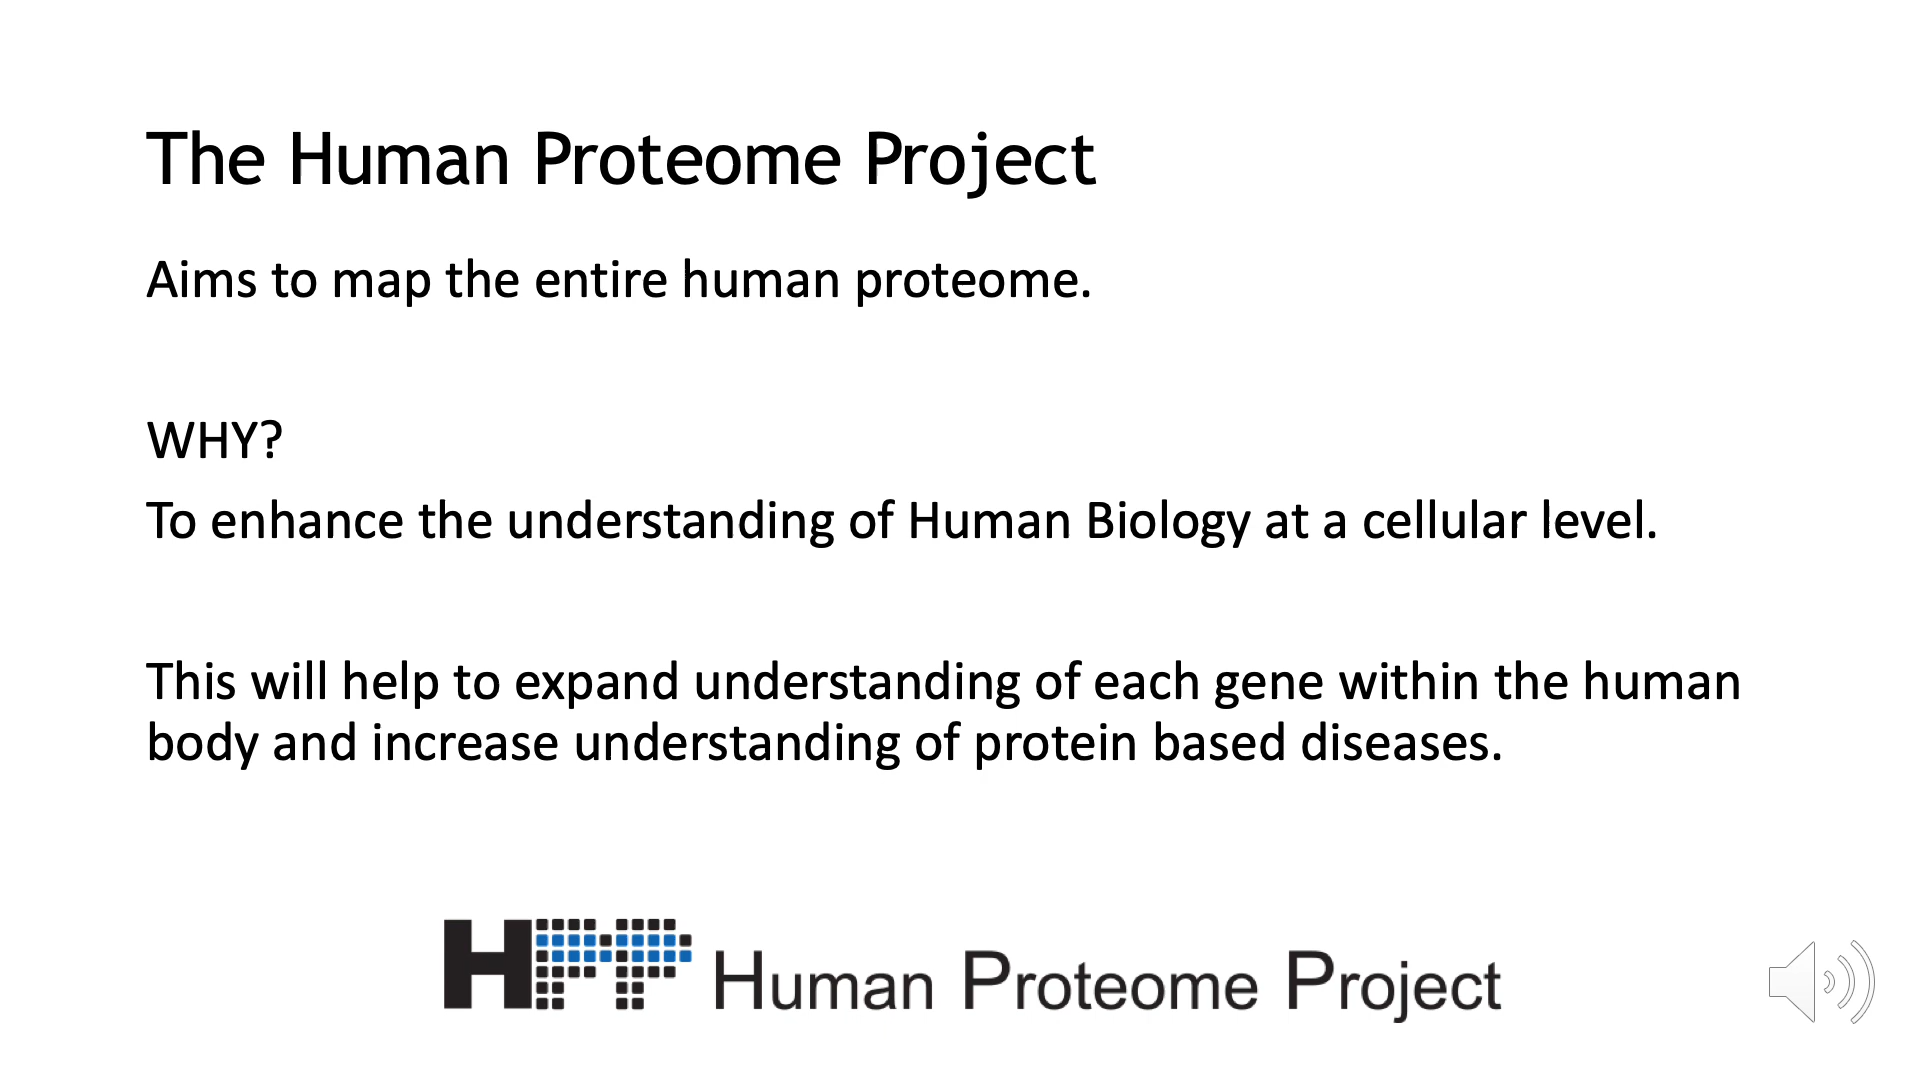 The Human Proteome Project
Aims to map the entire human proteome.
WHY?
To enhance the understanding of Human Biology at a cellular level.
This will help to expand understanding of each gene within the human
body and increase understanding of protein based diseases.
HPP Human Proteome Project